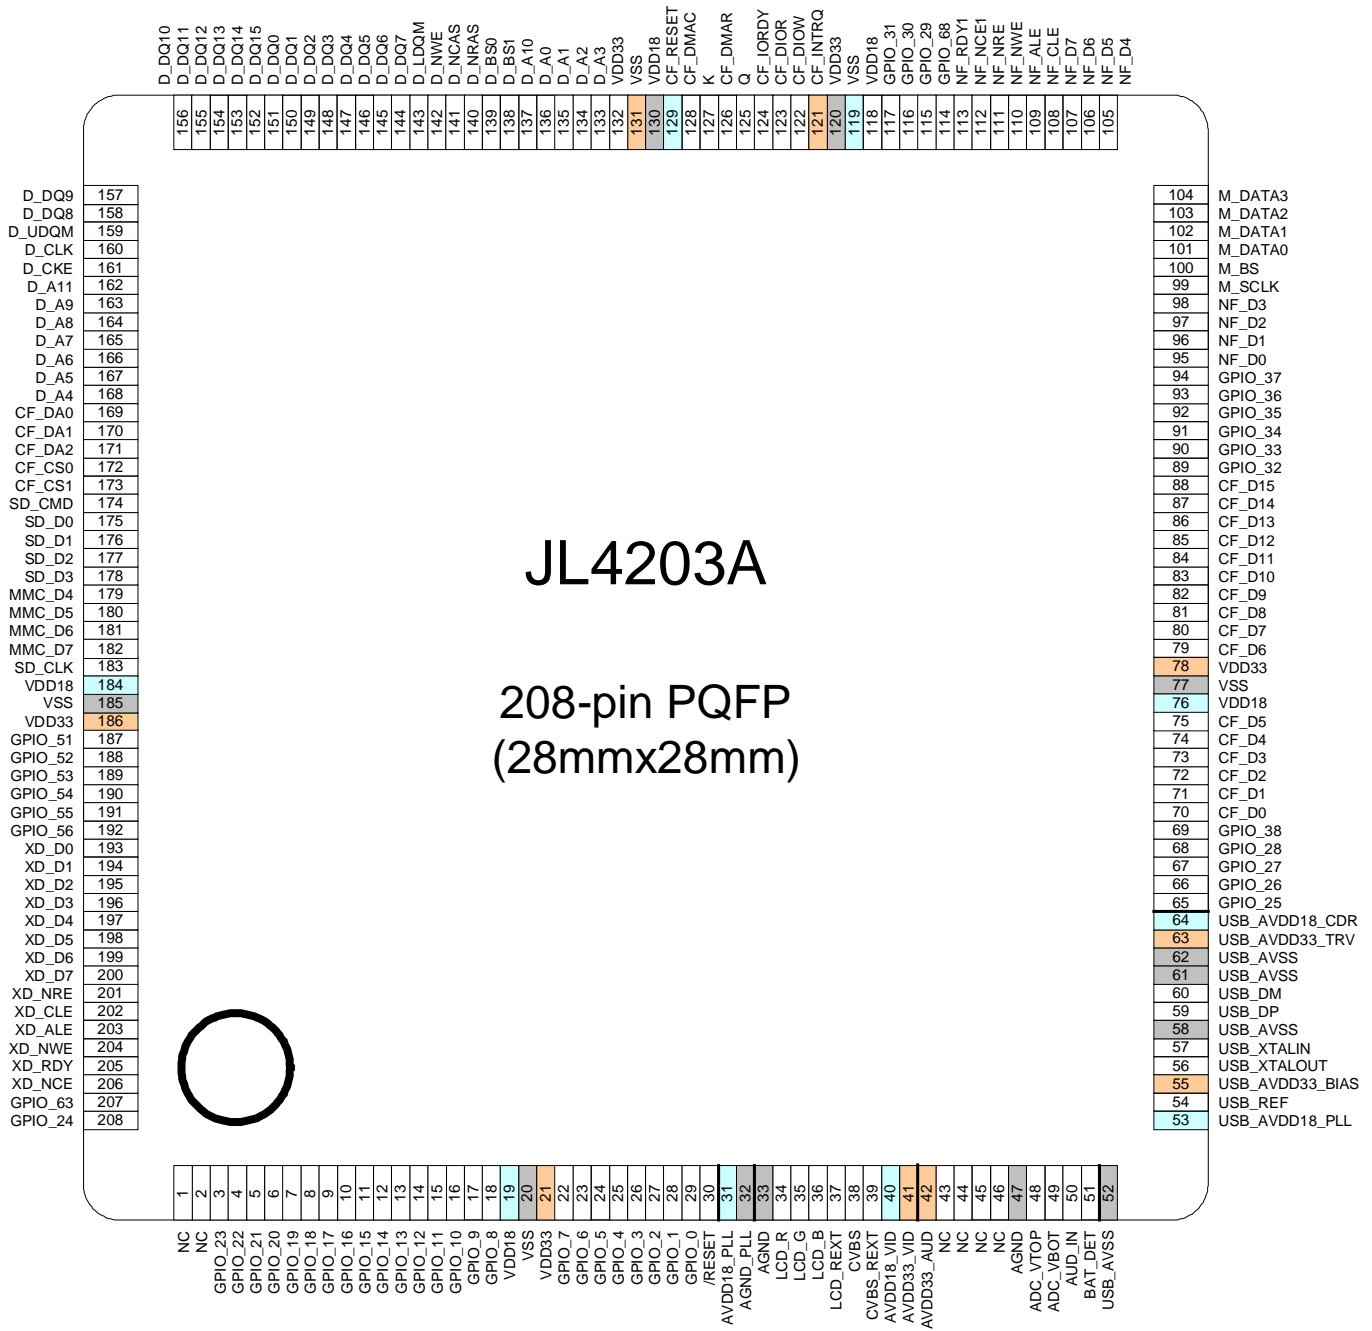 D_DQ10
D_DQ11
D_DQ12
D_DQ13
D_DQ14
D_DQ15
D_DQ0
D_DQ1
D_DQ2
D_DQ3
D_DQ4
D_DQ5
D_DQ6
D_DQ7
D_LDQM
D_NWE
D_NCAS
D_NRAS
D_BS0
D_BS1
D_A10
D_A0
D_A1
D_A2
D_A3
VDD33
VSS
VDD18
CF_RESET
CF_DMAC
K
CF_DMAR
Q
CF_IORDY
CF_DIOR
CF_DIOW
CF_INTRQ
VDD33
VSS
VDD18
GPIO_31
GPIO_30
GPIO_29
GPIO_68
NF_RDY1
NF_NCE1
NF_NRE
NF_NWE
NF_ALE
NF_CLE
NF_D7
NF_D6
NF_D5
NF_D4
156
155
154
153
152
151
150
149
148
147
146
145
144
143
142
141
140
139
138
137
136
135
134
133
132
131
130
129
128
127
126
125
124
123
122
121
120
119
118
117
116
115
114
113
112
111
110
109
108
107
106
105
D_DQ9 157
D_DQ8 158
D_UDQM 159
D_CLK 160
D_CKE 161
D_A11 162
D_A9 163
D_A8 164
D_A7 165
D_A6 166
D_A5 167
D_A4 168
CF_DA0 169
CF_DA1 170
CF_DA2 171
CF_CS0 172
CF_CS1 173
SD_CMD 174
SD_D0 175
SD_D1 176
SD_D2 177
SD_D3 178
MMC_D4 179
MMC_D5 180
MMC_D6 181
MMC_D7 182
SD_CLK 183
VDD18 184
VSS 185
VDD33 186
GPIO_51 187
GPIO_52 188
GPIO_53 189
GPIO_54 190
GPIO_55 191
GPIO_56 192
XD_D0 193
XD_D1 194
XD_D2 195
XD_D3 196
XD_D4 197
XD_D5 198
XD_D6 199
XD_D7 200
XD_NRE 201
XD_CLE 202
XD_ALE 203
XD_NWE 204
XD_RDY 205
XD_NCE 206
GPIO_63 207
GPIO_24 208
JL4203A
208-pin PQFP
(28mmx28mm)
104 M_DATA3
103 M_DATA2
102 M_DATA1
101 M_DATA0
100 M_BS
99 M_SCLK
98 NF_D3
97 NF_D2
96 NF_D1
95 NF_D0
94 GPIO_37
93 GPIO_36
92 GPIO_35
91 GPIO_34
90 GPIO_33
89 GPIO_32
88 CF_D15
87 CF_D14
86 CF_D13
85 CF_D12
84 CF_D11
83 CF_D10
82 CF_D9
81 CF_D8
80 CF_D7
79 CF_D6
78 VDD33
77 VSS
76 VDD18
75 CF_D5
74 CF_D4
73 CF_D3
72 CF_D2
71 CF_D1
70 CF_D0
69 GPIO_38
68 GPIO_28
67 GPIO_27
66 GPIO_26
65 GPIO_25
64 USB_AVDD18_CDR
63 USB_AVDD33_TRV
62 USB_AVSS
61 USB_AVSS
60 USB_DM
59 USB_DP
58 USB_AVSS
57 USB_XTALIN
56 USB_XTALOUT
55 USB_AVDD33_BIAS
54 USB_REF
53 USB_AVDD18_PLL
1 NC
2 NC
3 GPIO_23
4 GPIO_22
5 GPIO_21
6 GPIO_20
7 GPIO_19
8 GPIO_18
9 GPIO_17
10 GPIO_16
11 GPIO_15
12 GPIO_14
13 GPIO_13
14 GPIO_12
15 GPIO_11
16 GPIO_10
17 GPIO_9
18 GPIO_8
19 VDD18
20 VSS
21 VDD33
22 GPIO_7
23 GPIO_6
24 GPIO_5
25 GPIO_4
26 GPIO_3
27 GPIO_2
28 GPIO_1
29 GPIO_0
30 /RESET
31 AVDD18_PLL
32 AGND_PLL
33 AGND
34 LCD_R
35 LCD_G
36 LCD_B
37 LCD_REXT
38 CVBS
39 CVBS_REXT
40 AVDD18_VID
41 AVDD33_VID
42 AVDD33_AUD
43 NC
44 NC
45 NC
46 NC
47 AGND
48 ADC_VTOP
49 ADC_VBOT
50 AUD_IN
51 BAT_DET
52 USB_AVSS